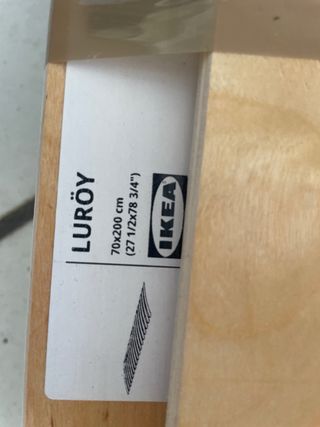 LURÖY
70x200 cm
(27 1/2x78 3/4")
IKEA